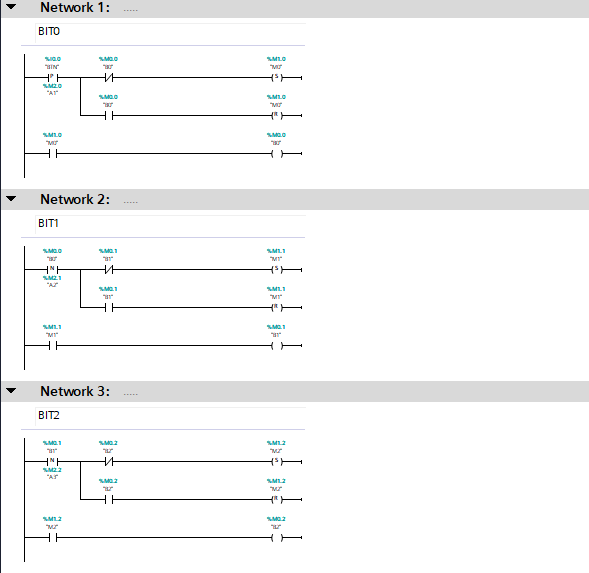 Network 1: .....
BIT0
%I0.0 %M0.0 %M1.0
"BTN" "B0" "M0"
P S
%M2.0
"A1"
%M0.0 %M1.0
"B0" "M0"
R
%M1.0 %M0.0
"M0" "B0"
Network 2: .....
BIT1
%M0.0 %M0.1 %M1.1
"B0" "B1" "M1"
N S
%M2.1
"A2"
%M0.1 %M1.1
"B1" "M1"
R
%M1.1 %M0.1
"M1" "B1"
Network 3: .....
BIT2
%M0.1 %M0.2 %M1.2
"B1" "B2" "M2"
N S
%M2.2
"A3"
%M0.2 %M1.2
"B2" "M2"
R
%M1.2 %M0.2
"M2" "B2"